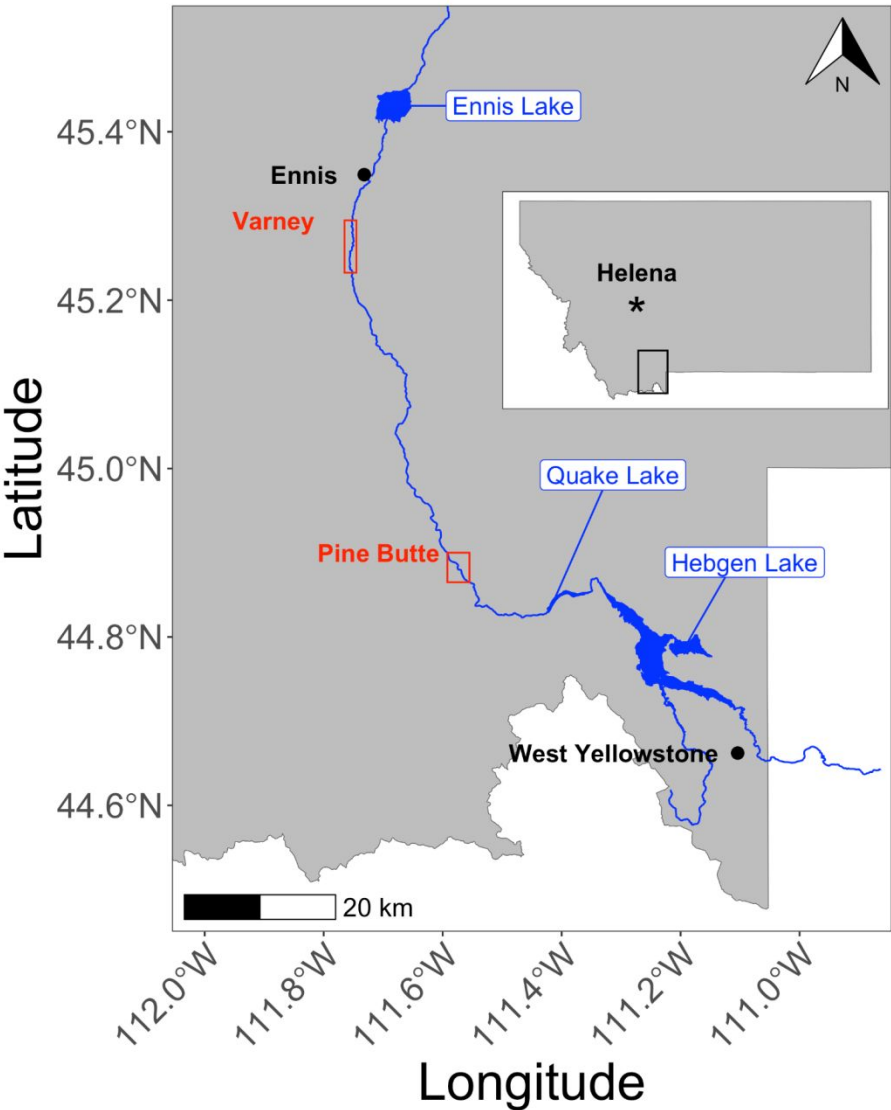 N
Ennis Lake
45.4°N
Ennis
Varney
Helena
*
45.2°N
45.0°N
Quake Lake
Pine Butte
Hebgen Lake
44.8°N
West Yellowstone
44.6°N
20 km
112.0°W
111.8°W
111.6°W
111.4°W
111.2°W
111.0°W
Latitude
Longitude